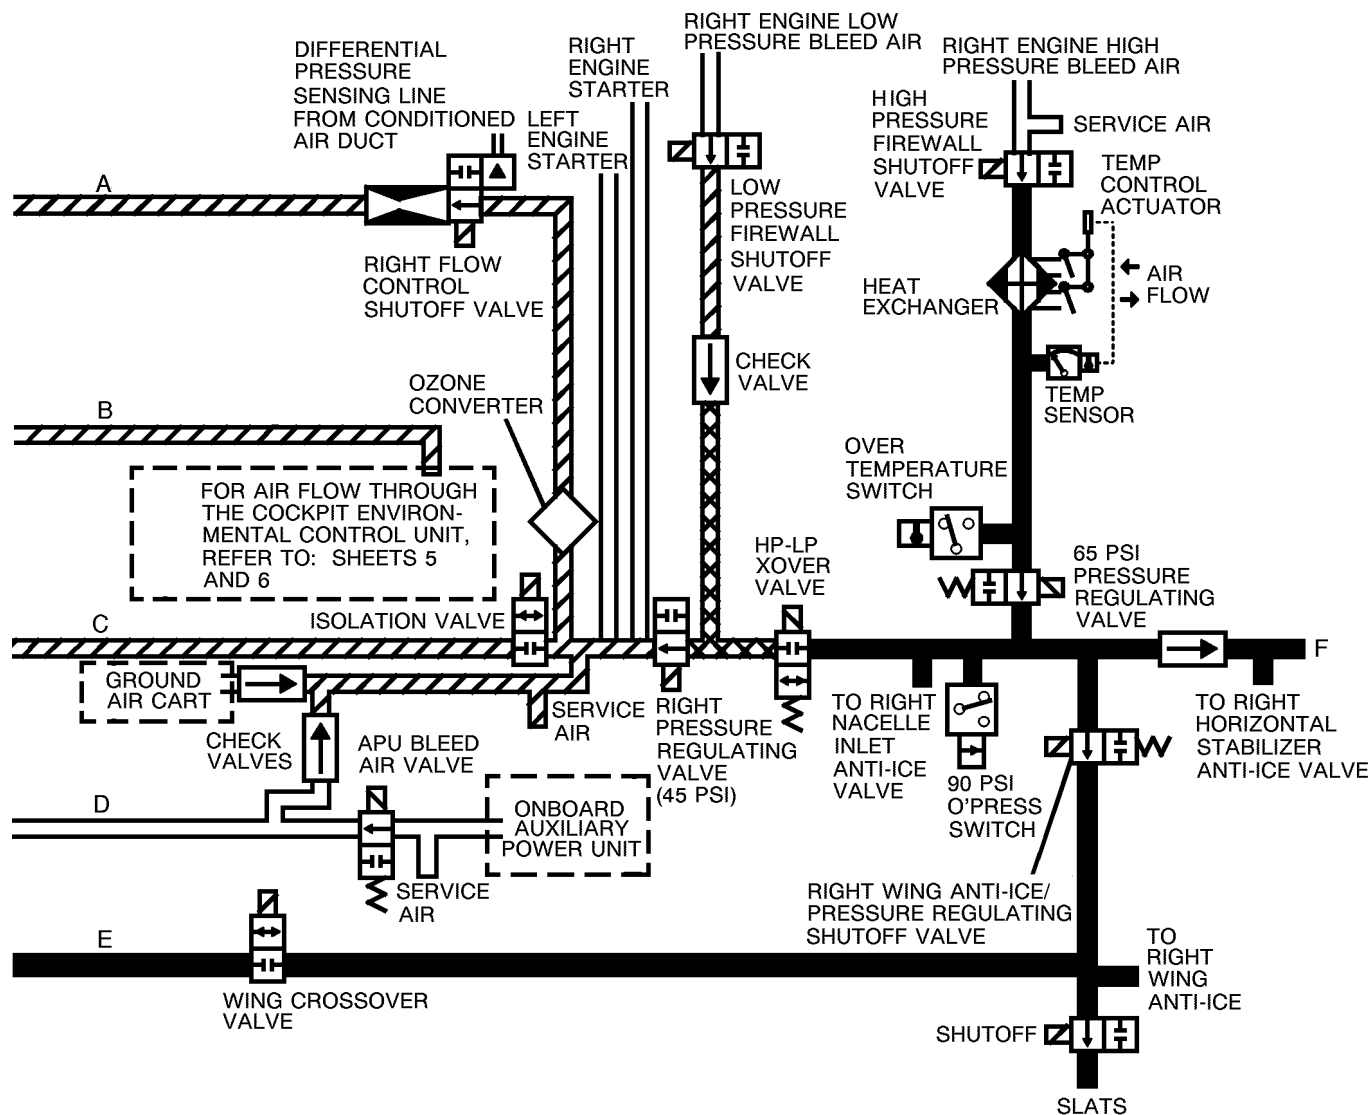 RIGHT ENGINE LOW
PRESSURE BLEED AIR
RIGHT ENGINE HIGH
PRESSURE BLEED AIR
RIGHT
ENGINE
STARTER
DIFFERENTIAL
PRESSURE
SENSING LINE
FROM CONDITIONED
AIR DUCT
LEFT
ENGINE
STARTER
HIGH
PRESSURE
FIREWALL
SHUTOFF
VALVE
SERVICE AIR
TEMP
CONTROL
ACTUATOR
A
LOW
PRESSURE
FIREWALL
SHUTOFF
VALVE
RIGHT FLOW
CONTROL
SHUTOFF VALVE
HEAT
EXCHANGER
AIR
FLOW
CHECK
VALVE
OZONE
CONVERTER
TEMP
SENSOR
B
OVER
TEMPERATURE
SWITCH
FOR AIR FLOW THROUGH
THE COCKPIT ENVIRON-
MENTAL CONTROL UNIT,
REFER TO: SHEETS 5
AND 6
HP-LP
XOVER
VALVE
65 PSI
PRESSURE
REGULATING
VALVE
ISOLATION VALVE
C
F
GROUND
AIR CART
SERVICE
AIR
RIGHT
PRESSURE
REGULATING
VALVE
(45 PSI)
TO RIGHT
NACELLE
INLET
ANTI-ICE
VALVE
TO RIGHT
HORIZONTAL
STABILIZER
ANTI-ICE VALVE
CHECK
VALVES
APU BLEED
AIR VALVE
90 PSI
O'PRESS
SWITCH
D
ONBOARD
AUXILIARY
POWER UNIT
SERVICE
AIR
RIGHT WING ANTI-ICE/
PRESSURE REGULATING
SHUTOFF VALVE
E
TO
RIGHT
WING
ANTI-ICE
WING CROSSOVER
VALVE
SHUTOFF
SLATS